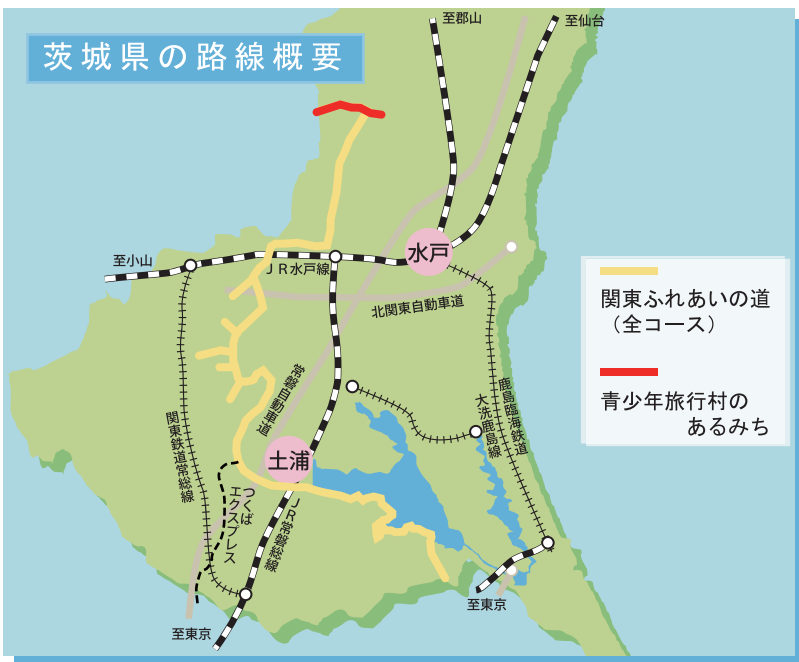 茨城県の路線概要
至郡山
至仙台
水戸
至小山
JR水戸線
北関東自動車道
関東ふれあいの道
（全コース）
青少年旅行村の
あるみち
常磐自動車道
鹿島臨海鉄道
大洗鹿島線
関東鉄道常総線
土浦
つくば
エクスプレス
JR常磐総線
至東京
至東京